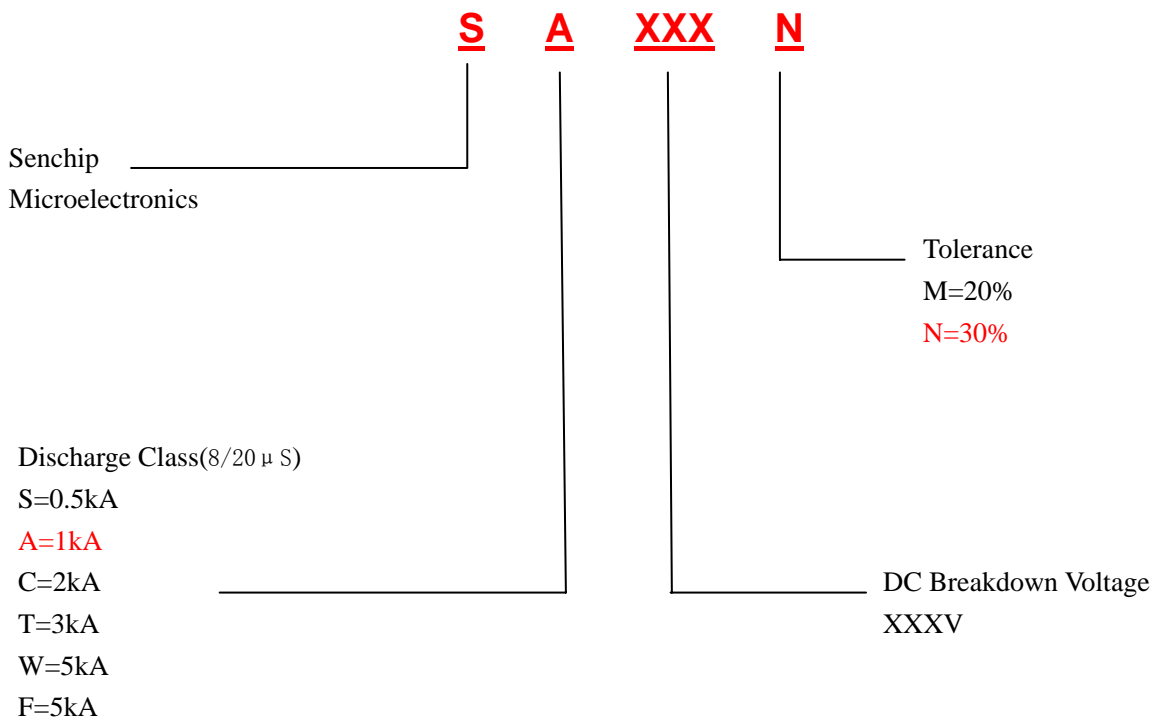 S A XXX N
Senchip
Microelectronics
Tolerance
M=20%
N=30%
Discharge Class(8/20μS)
S=0.5kA
A=1kA
C=2kA
T=3kA
W=5kA
F=5kA
DC Breakdown Voltage
XXXV